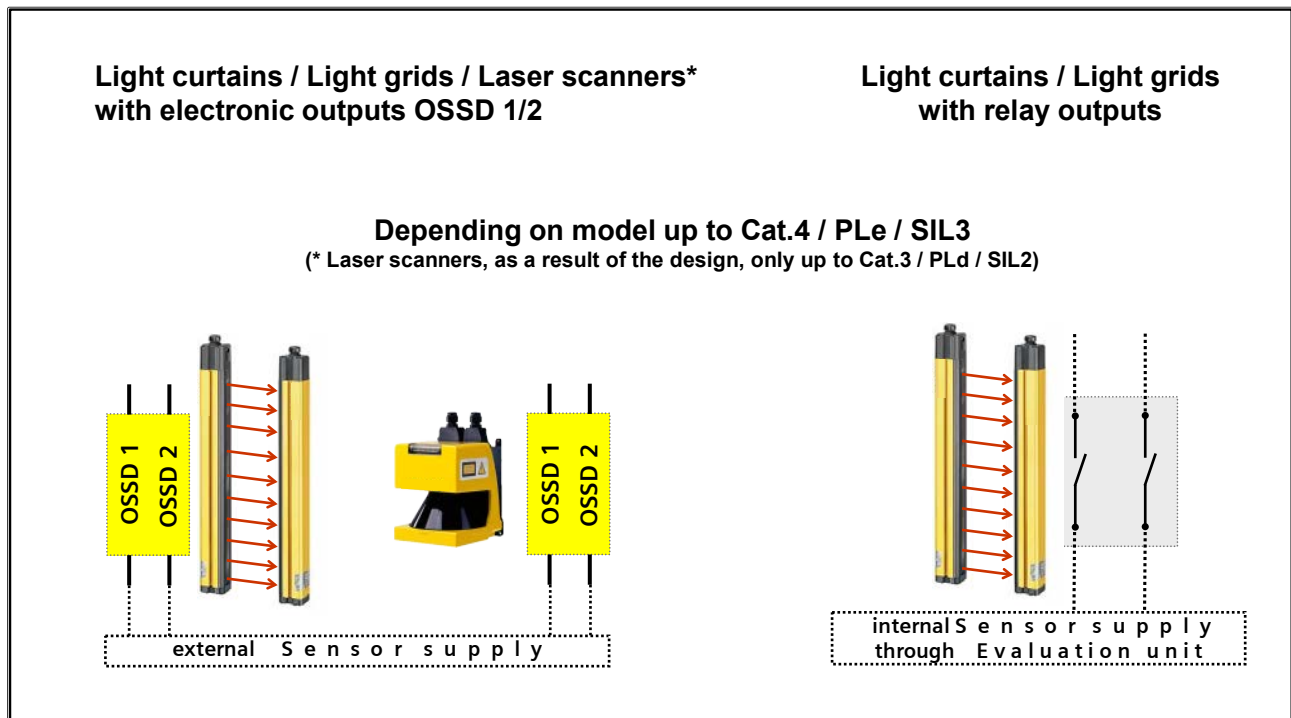 Light curtains / Light grids / Laser scanners*
with electronic outputs OSSD 1/2
Light curtains / Light grids
with relay outputs
Depending on model up to Cat.4 / PLe / SIL3
(* Laser scanners, as a result of the design, only up to Cat.3 / PLd / SIL2)
OSSD 1
OSSD 2
OSSD 1
OSSD 2
external Sensor supply
internal Sensor supply
through Evaluation unit